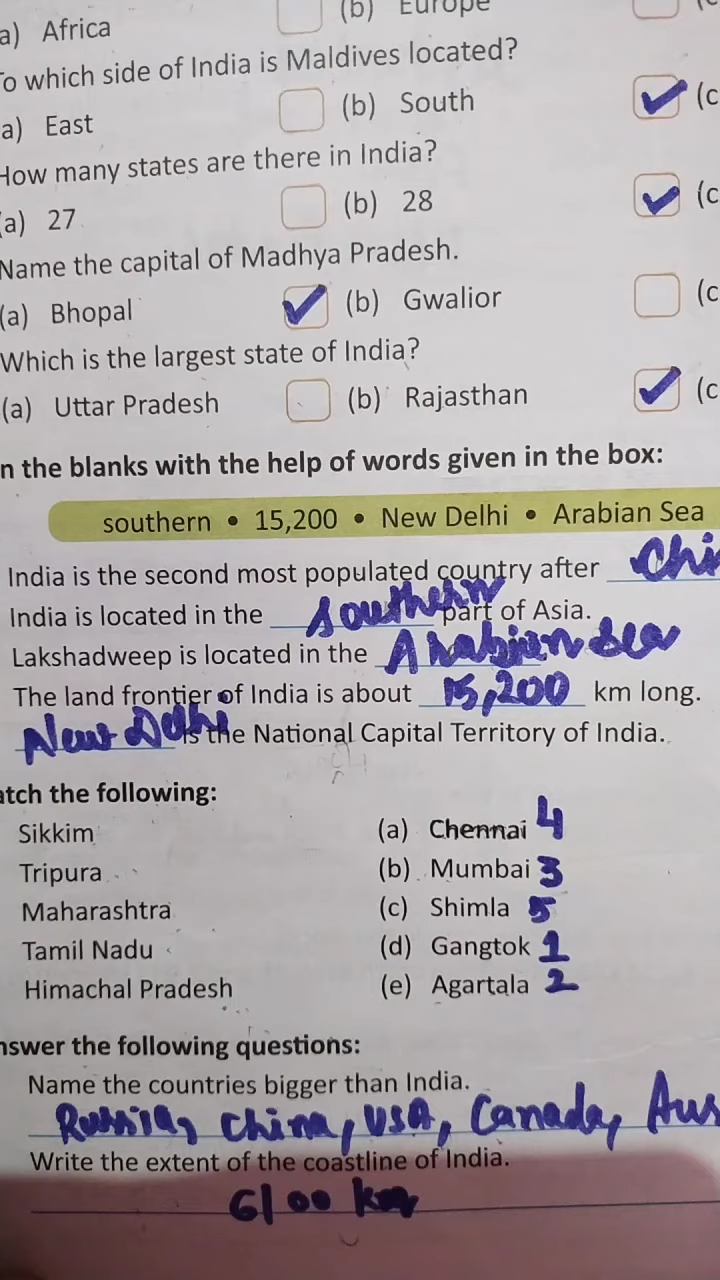 (b) Europe
a) Africa
To which side of India is Maldives located?
a) East (b) South (c
How many states are there in India?
(a) 27 (b) 28 (c
Name the capital of Madhya Pradesh.
(a) Bhopal (b) Gwalior (c
Which is the largest state of India?
(a) Uttar Pradesh (b) Rajasthan (c
n the blanks with the help of words given in the box:
southern • 15,200 • New Delhi • Arabian Sea
India is the second most populated country after Chi
India is located in the southern part of Asia.
Lakshadweep is located in the Arabian Sea
The land frontier of India is about 15,200 km long.
New Delhi is the National Capital Territory of India.
atch the following:
Sikkim (a) Chennai 4
Tripura (b) Mumbai 3
Maharashtra (c) Shimla 5
Tamil Nadu (d) Gangtok 1
Himachal Pradesh (e) Agartala 2
nswer the following questions:
Name the countries bigger than India.
Russia, China, USA, Canada, Aus
Write the extent of the coastline of India.
6100 km